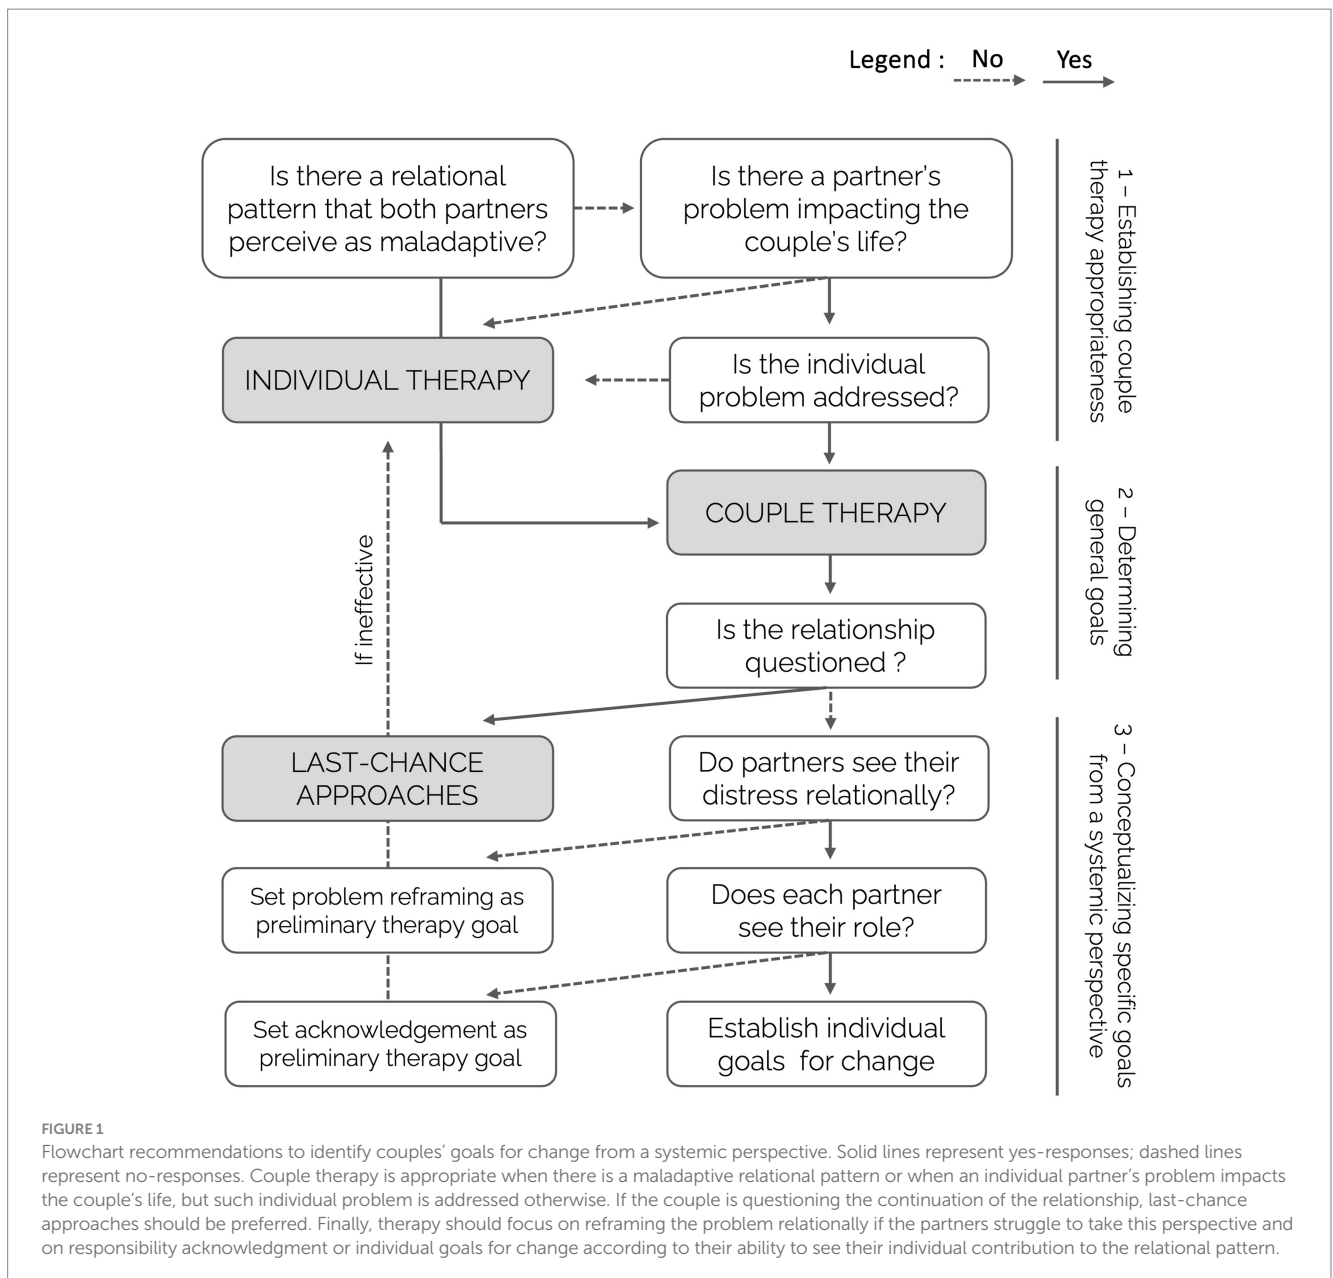 Legend : No Yes
Is there a relational
pattern that both partners
perceive as maladaptive?
Is there a partner's
problem impacting the
couple's life?
1 – Establishing couple
therapy appropriateness
INDIVIDUAL THERAPY
Is the individual
problem addressed?
COUPLE THERAPY
2 – Determining
general goals
If ineffective
Is the relationship
questioned ?
LAST-CHANCE
APPROACHES
Do partners see their
distress relationally?
3 – Conceptualizing specific goals
from a systemic perspective
Set problem reframing as
preliminary therapy goal
Does each partner
see their role?
Set acknowledgement as
preliminary therapy goal
Establish individual
goals for change
FIGURE 1
Flowchart recommendations to identify couples' goals for change from a systemic perspective. Solid lines represent yes-responses; dashed lines
represent no-responses. Couple therapy is appropriate when there is a maladaptive relational pattern or when an individual partner's problem impacts
the couple's life, but such individual problem is addressed otherwise. If the couple is questioning the continuation of the relationship, last-chance
approaches should be preferred. Finally, therapy should focus on reframing the problem relationally if the partners struggle to take this perspective and
on responsibility acknowledgment or individual goals for change according to their ability to see their individual contribution to the relational pattern.